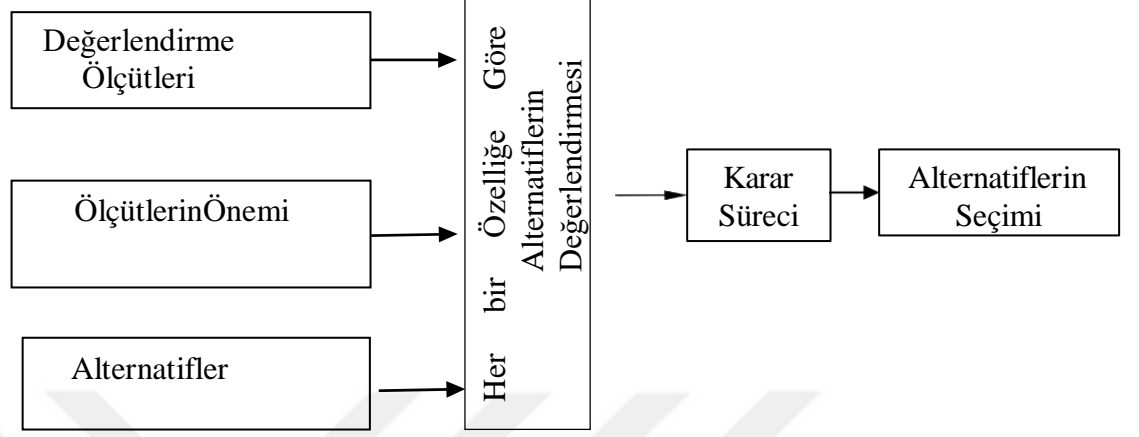 Değerlendirme
Ölçütleri
ÖlçütlerinÖnemi
Alternatifler
Her bir Özelliğe Göre
Alternatiflerin
Değerlendirmesi
Karar
Süreci
Alternatiflerin
Seçimi